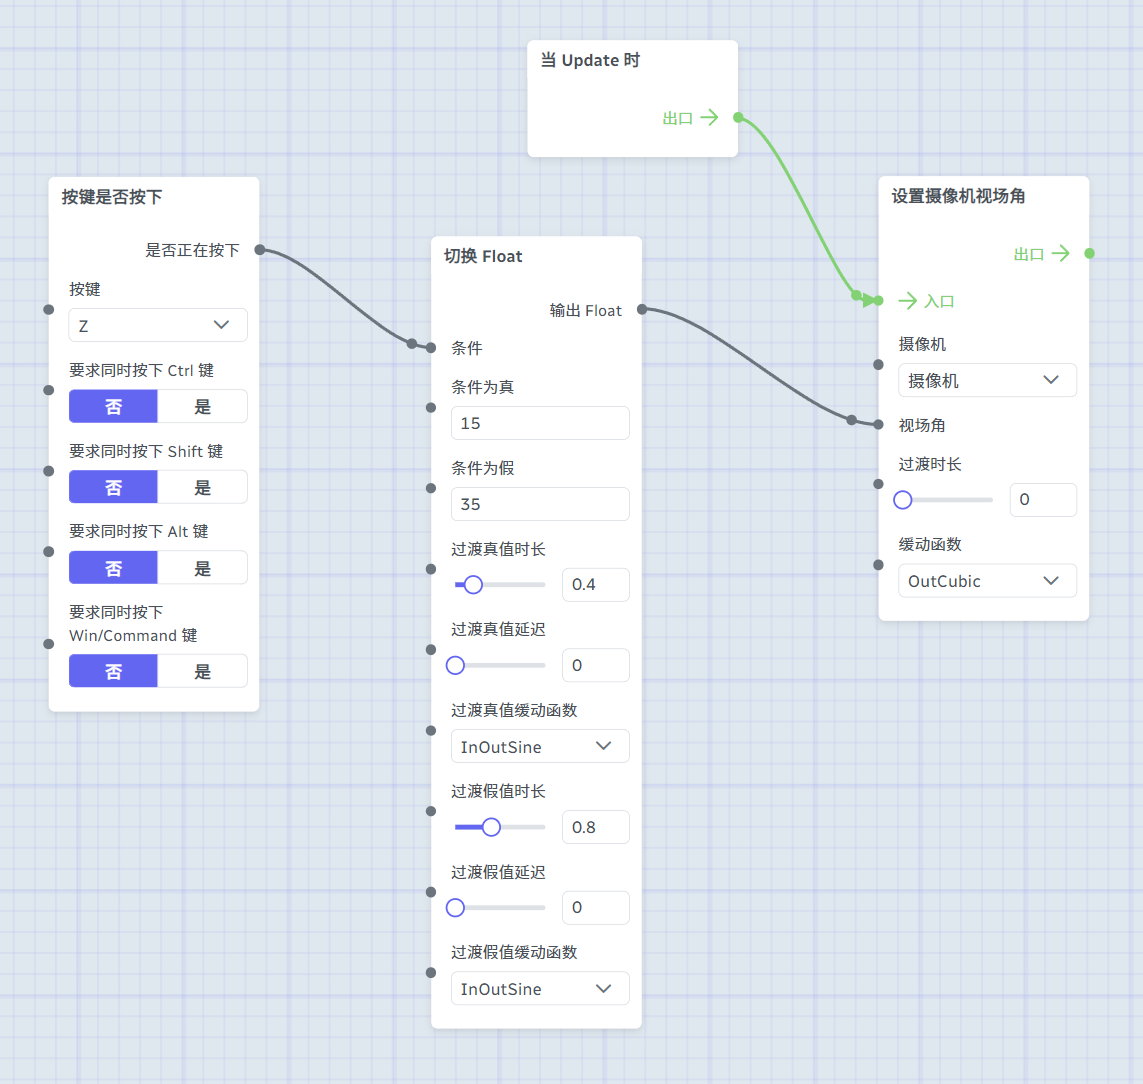 当 Update 时
出口
按键是否按下
是否正在按下
按键
Z
要求同时按下 Ctrl 键
否
是
要求同时按下 Shift 键
否
是
要求同时按下 Alt 键
否
是
要求同时按下
Win/Command 键
否
是
切换 Float
输出 Float
条件
条件为真
15
条件为假
35
过渡真值时长
0.4
过渡真值延迟
0
过渡真值缓动函数
InOutSine
过渡假值时长
0.8
过渡假值延迟
0
过渡假值缓动函数
InOutSine
设置摄像机视场角
出口
入口
摄像机
摄像机
视场角
过渡时长
0
缓动函数
OutCubic